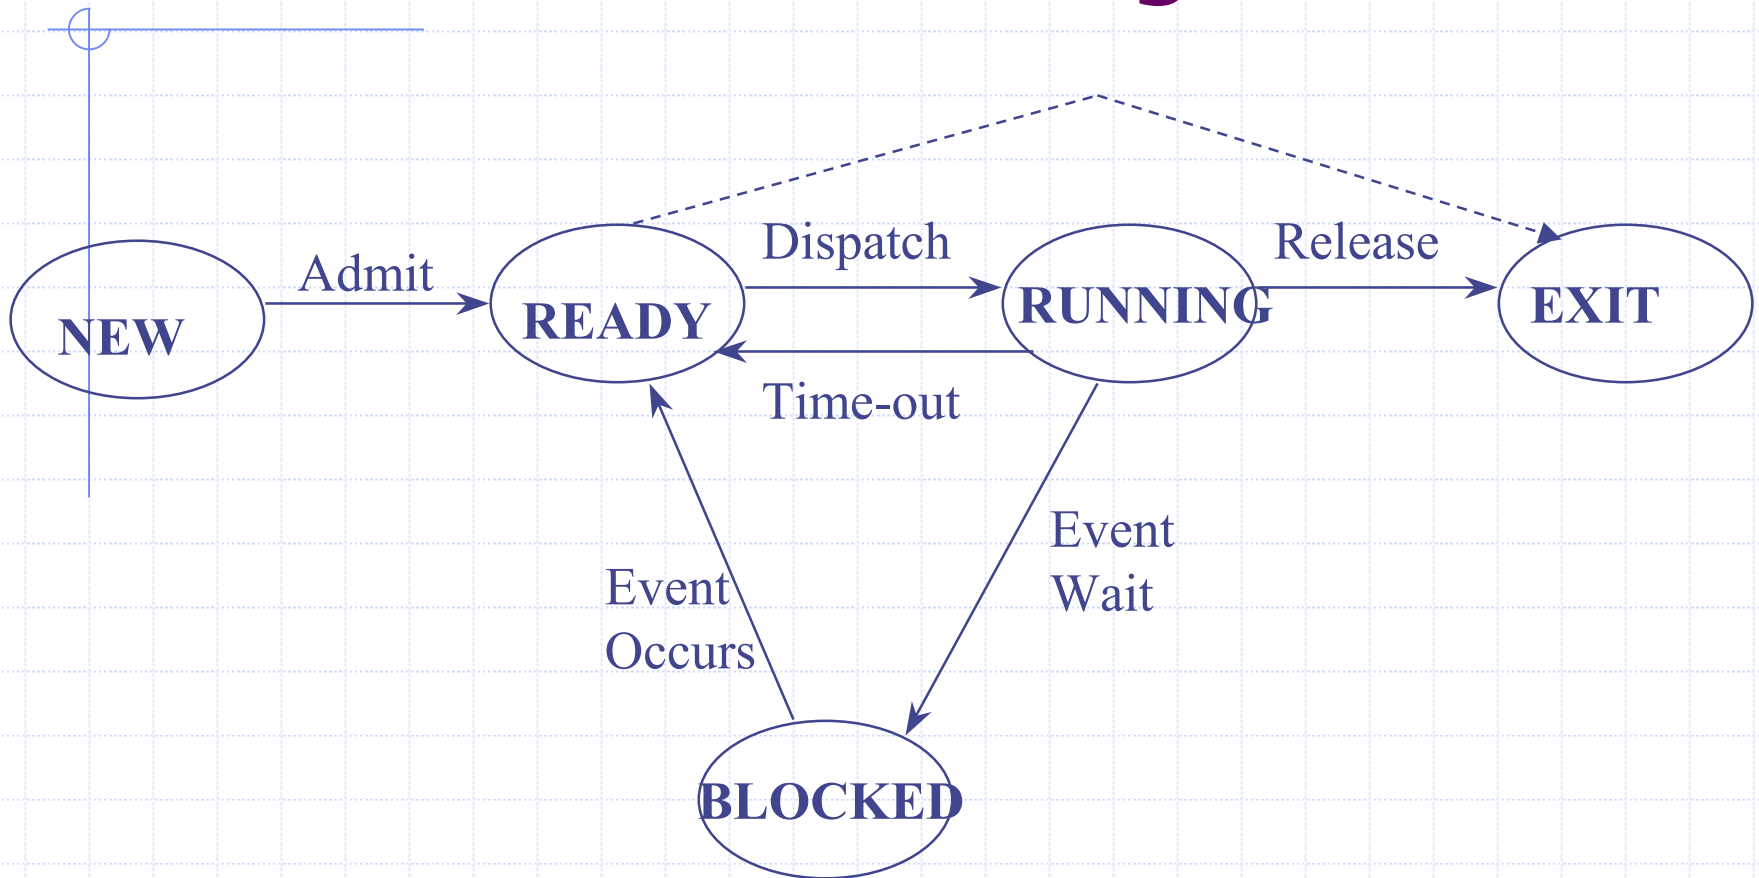 Admit
Dispatch
Release
NEW
READY
RUNNING
EXIT
Time-out
Event
Wait
Event
Occurs
BLOCKED